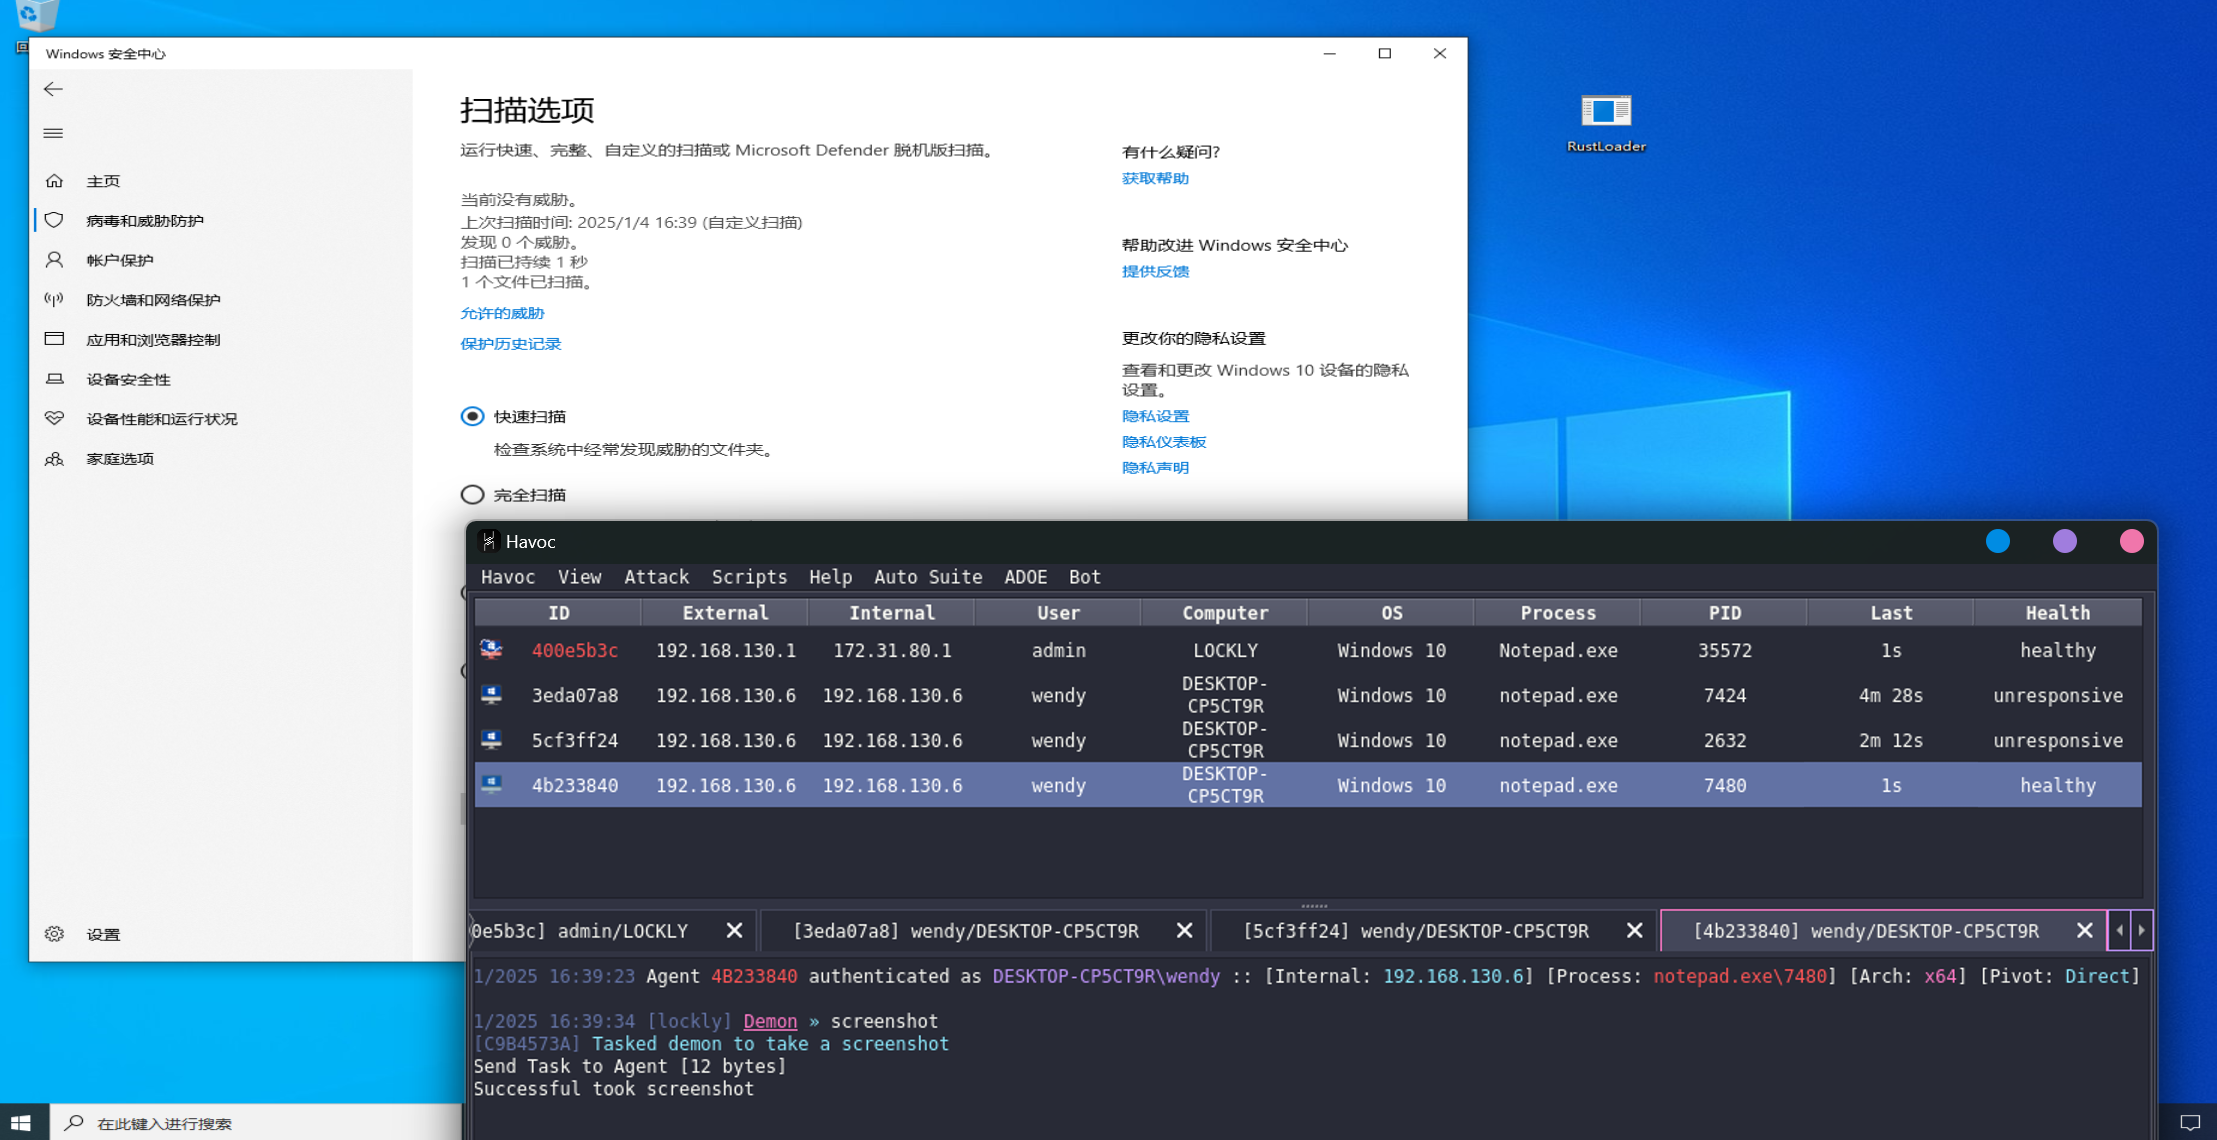 Windows 安全中心
主页
病毒和威胁防护
帐户保护
防火墙和网络保护
应用和浏览器控制
设备安全性
设备性能和运行状况
家庭选项
设置
扫描选项
运行快速、完整、自定义的扫描或 Microsoft Defender 脱机版扫描。
当前没有威胁。
上次扫描时间: 2025/1/4 16:39 (自定义扫描)
发现 0 个威胁。
扫描已持续 1 秒
1 个文件已扫描。
允许的威胁
保护历史记录
快速扫描
检查系统中经常发现威胁的文件夹。
完全扫描
有什么疑问?
获取帮助
帮助改进 Windows 安全中心
提供反馈
更改你的隐私设置
查看和更改 Windows 10 设备的隐私
设置。
隐私设置
隐私仪表板
隐私声明
RustLoader
Havoc
Havoc View Attack Scripts Help Auto Suite ADOE Bot
ID External Internal User Computer OS Process PID Last Health
400e5b3c 192.168.130.1 172.31.80.1 admin LOCKLY Windows 10 Notepad.exe 35572 1s healthy
3eda07a8 192.168.130.6 192.168.130.6 wendy DESKTOP-CP5CT9R Windows 10 notepad.exe 7424 4m 28s unresponsive
5cf3ff24 192.168.130.6 192.168.130.6 wendy DESKTOP-CP5CT9R Windows 10 notepad.exe 2632 2m 12s unresponsive
4b233840 192.168.130.6 192.168.130.6 wendy DESKTOP-CP5CT9R Windows 10 notepad.exe 7480 1s healthy
0e5b3c] admin/LOCKLY [3eda07a8] wendy/DESKTOP-CP5CT9R [5cf3ff24] wendy/DESKTOP-CP5CT9R [4b233840] wendy/DESKTOP-CP5CT9R
1/2025 16:39:23 Agent 4B233840 authenticated as DESKTOP-CP5CT9R\wendy :: [Internal: 192.168.130.6] [Process: notepad.exe\7480] [Arch: x64] [Pivot: Direct]
1/2025 16:39:34 [lockly] Demon » screenshot
[C9B4573A] Tasked demon to take a screenshot
Send Task to Agent [12 bytes]
Successful took screenshot
在此键入进行搜索